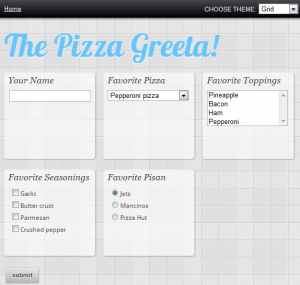 Home
CHOOSE THEME: Grid
The Pizza Greeta!
Your Name
Favorite Pizza
Pepperoni pizza
Favorite Toppings
Pineapple
Bacon
Ham
Pepperoni
Favorite Seasonings
Garlic
Butter crust
Parmesan
Crushed pepper
Favorite Pisan
Jets
Mancinos
Pizza Hut
submit